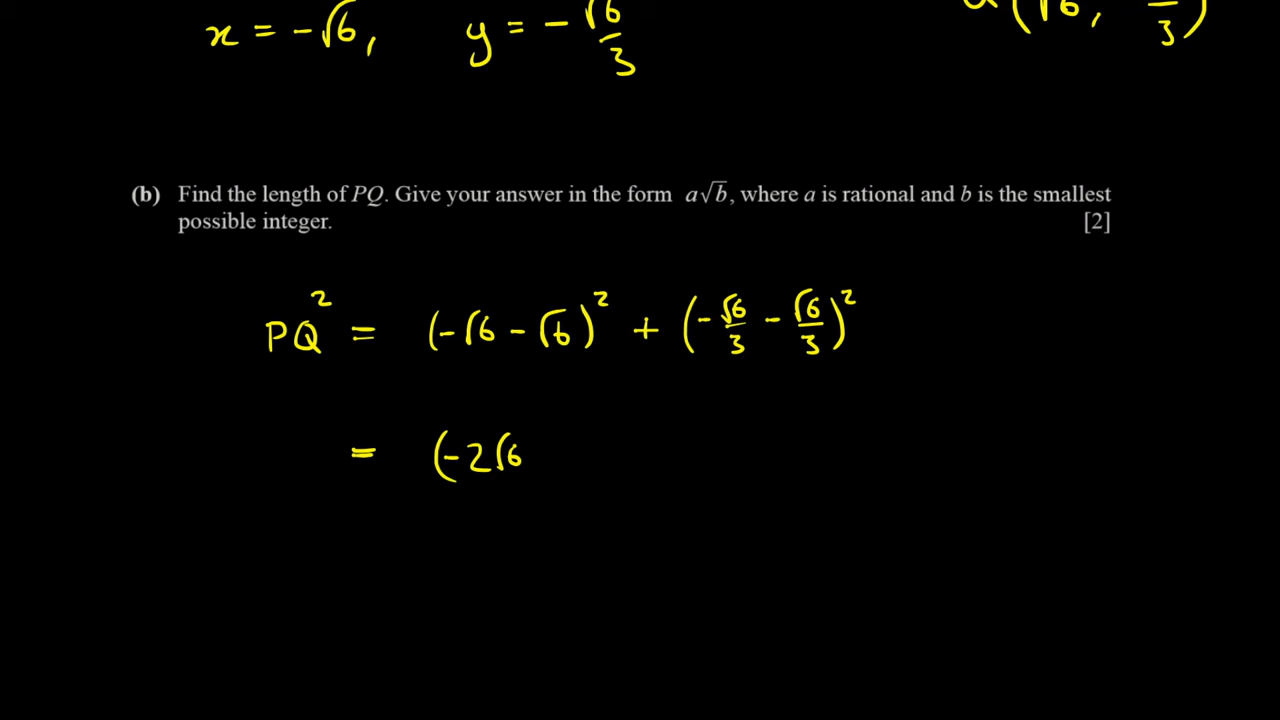 x = -√6, y = -√6/3 (√6, /3)
(b) Find the length of PQ. Give your answer in the form a√b, where a is rational and b is the smallest
possible integer. [2]
PQ² = (-√6 - √6)² + (-√6/3 - √6/3)²
= (-2√6